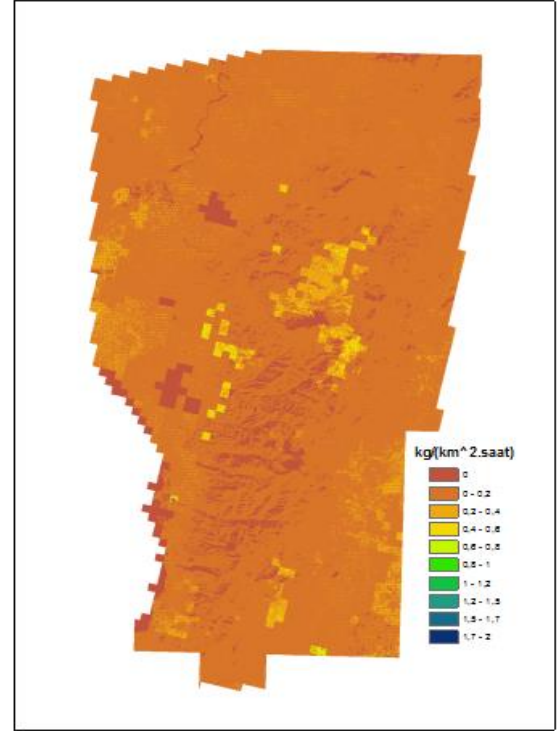 kg/(km^2.saat)
0
0 - 0,2
0,2 - 0,4
0,4 - 0,6
0,6 - 0,8
0,8 - 1
1 - 1,2
1,2 - 1,5
1,5 - 1,7
1,7 - 2